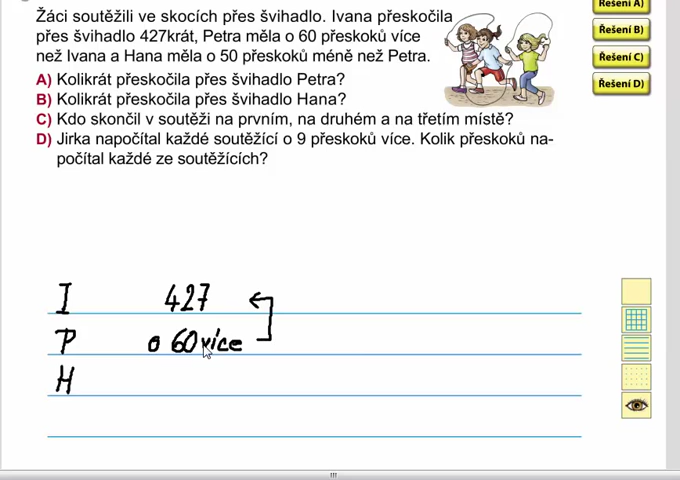 Žáci soutěžili ve skocích přes švihadlo. Ivana přeskočila
přes švihadlo 427krát, Petra měla o 60 přeskoků více
než Ivana a Hana měla o 50 přeskoků méně než Petra.
A) Kolikrát přeskočila přes švihadlo Petra?
B) Kolikrát přeskočila přes švihadlo Hana?
C) Kdo skončil v soutěži na prvním, na druhém a na třetím místě?
D) Jirka napočítal každé soutěžící o 9 přeskoků více. Kolik přeskoků na-
počítal každé ze soutěžících?
Řešení A)
Řešení B)
Řešení C)
Řešení D)
I 427
P o 60 více
H